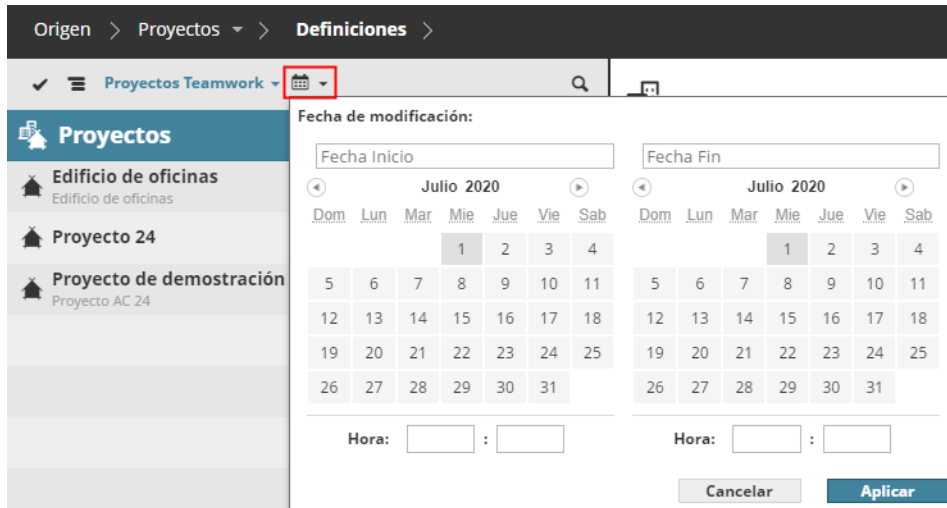 Origen > Proyectos > Definiciones >
Proyectos Teamwork
Fecha de modificación:
Proyectos
Edificio de oficinas
Edificio de oficinas
Proyecto 24
Proyecto de demostración
Proyecto AC 24
Fecha Inicio
Julio 2020
Dom Lun Mar Mie Jue Vie Sab
1 2 3 4
5 6 7 8 9 10 11
12 13 14 15 16 17 18
19 20 21 22 23 24 25
26 27 28 29 30 31
Hora: :
Fecha Fin
Julio 2020
Dom Lun Mar Mie Jue Vie Sab
1 2 3 4
5 6 7 8 9 10 11
12 13 14 15 16 17 18
19 20 21 22 23 24 25
26 27 28 29 30 31
Hora: :
Cancelar Aplicar